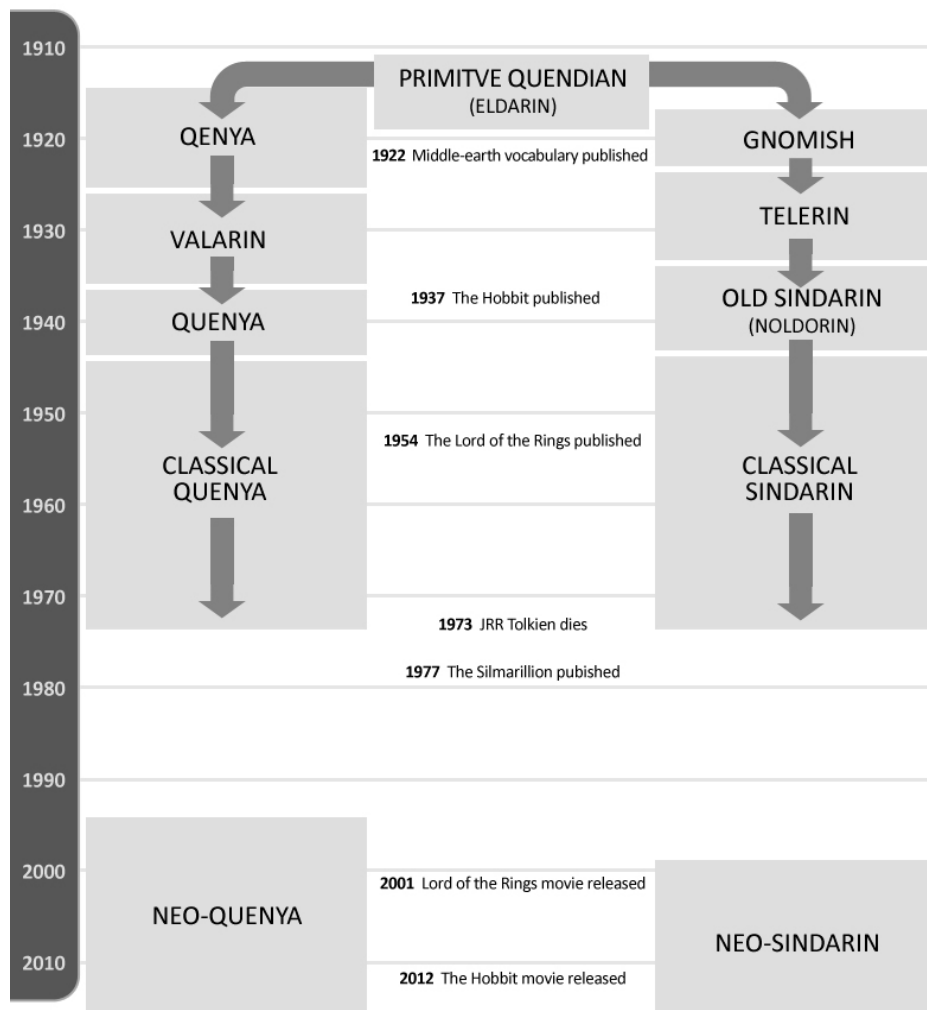 1910
PRIMITVE QUENDIAN
(ELDARIN)
QENYA
1920
GNOMISH
1922 Middle-earth vocabulary published
TELERIN
1930
VALARIN
1937 The Hobbit published
OLD SINDARIN
(NOLDORIN)
QUENYA
1940
1950
1954 The Lord of the Rings published
CLASSICAL
QUENYA
CLASSICAL
SINDARIN
1960
1970
1973 JRR Tolkien dies
1977 The Silmarillion pubished
1980
1990
2000
2001 Lord of the Rings movie released
NEO-QUENYA
NEO-SINDARIN
2010
2012 The Hobbit movie released